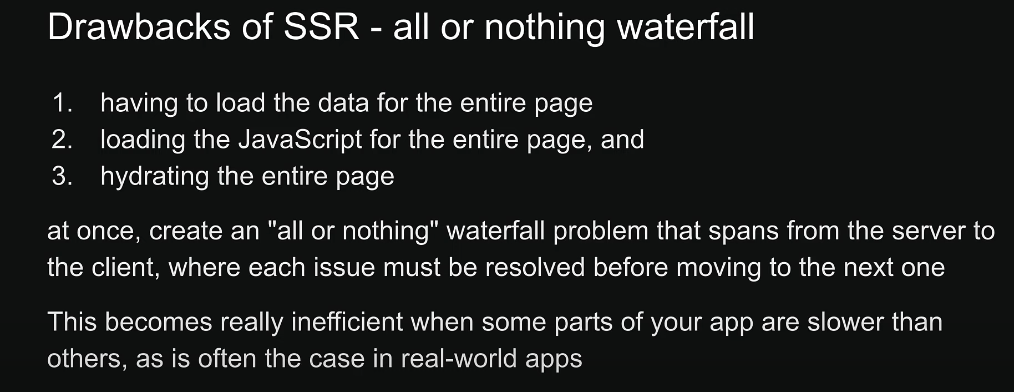 Drawbacks of SSR - all or nothing waterfall
1. having to load the data for the entire page
2. loading the JavaScript for the entire page, and
3. hydrating the entire page
at once, create an "all or nothing" waterfall problem that spans from the server to
the client, where each issue must be resolved before moving to the next one
This becomes really inefficient when some parts of your app are slower than
others, as is often the case in real-world apps